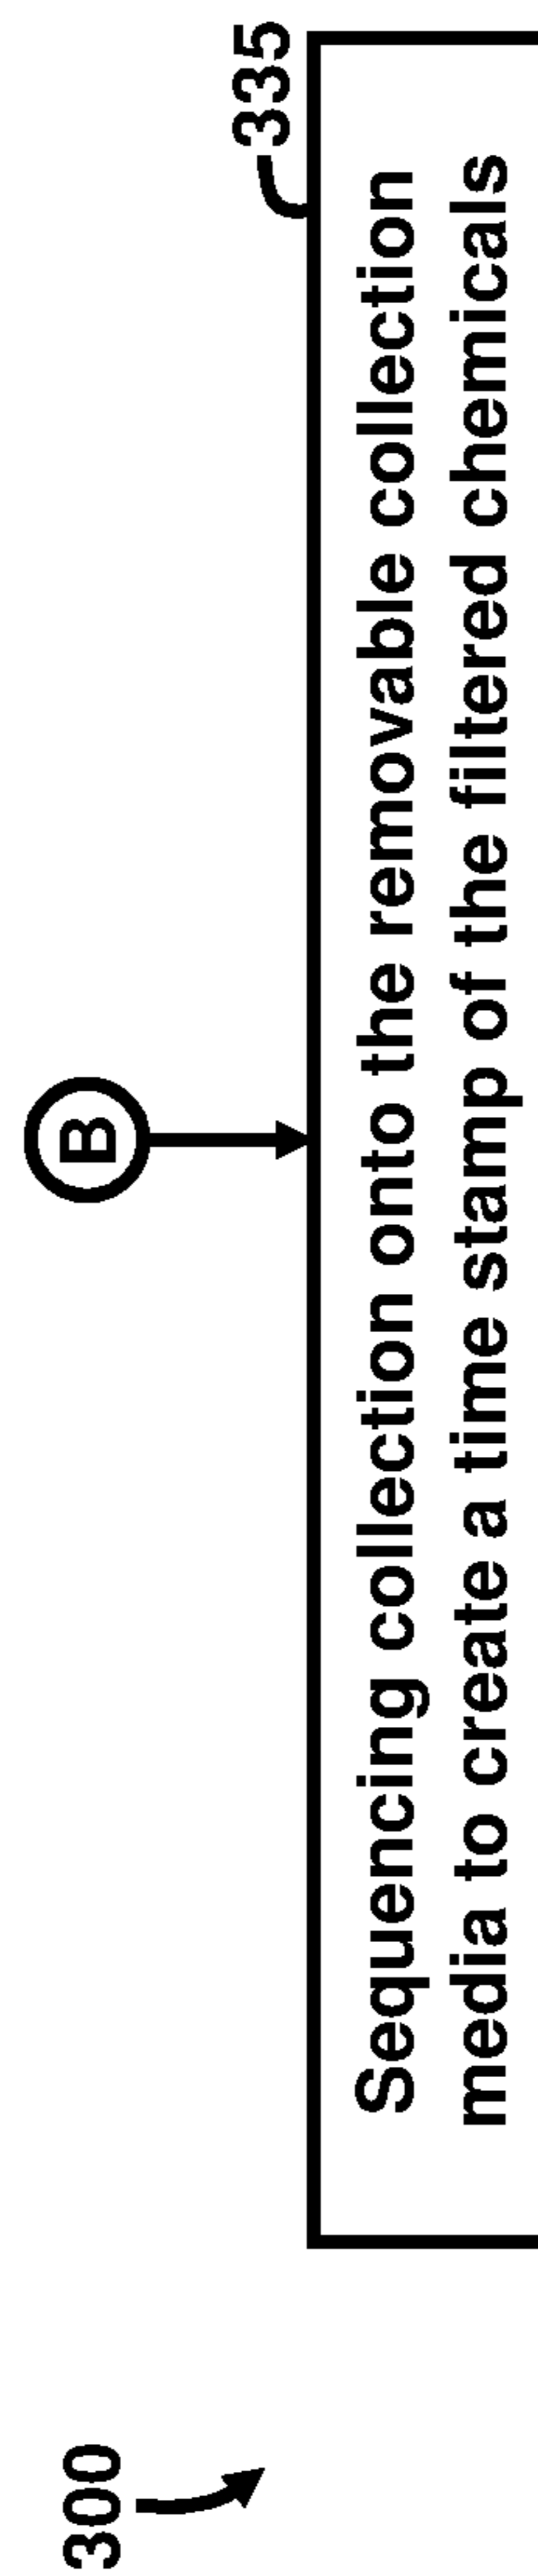 300
B
335
Sequencing collection onto the removable collection
media to create a time stamp of the filtered chemicals